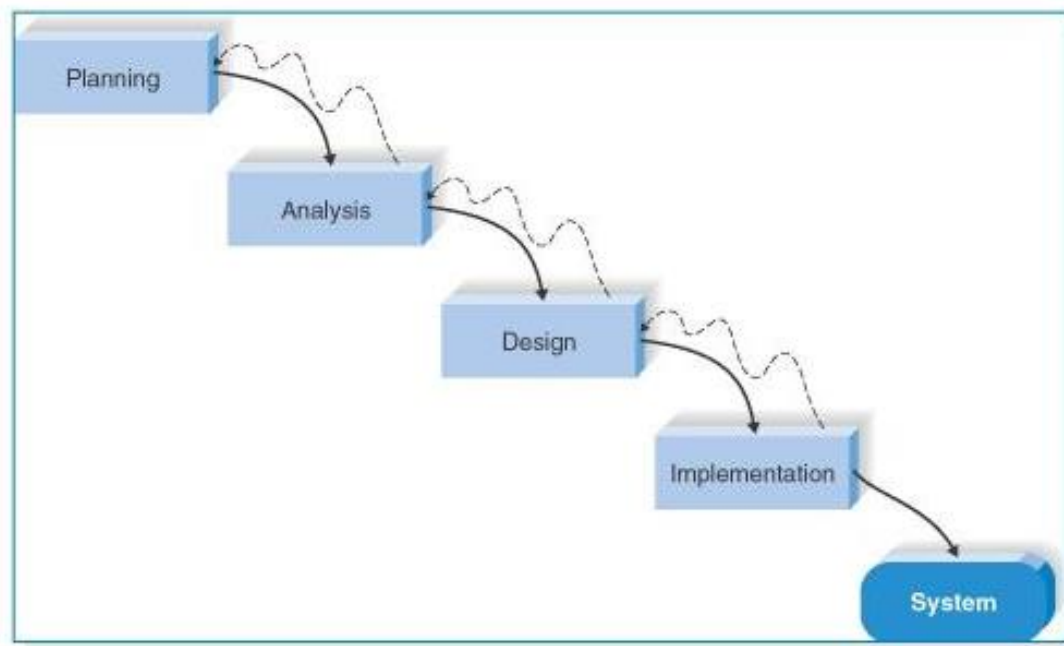 Planning
Analysis
Design
Implementation
System